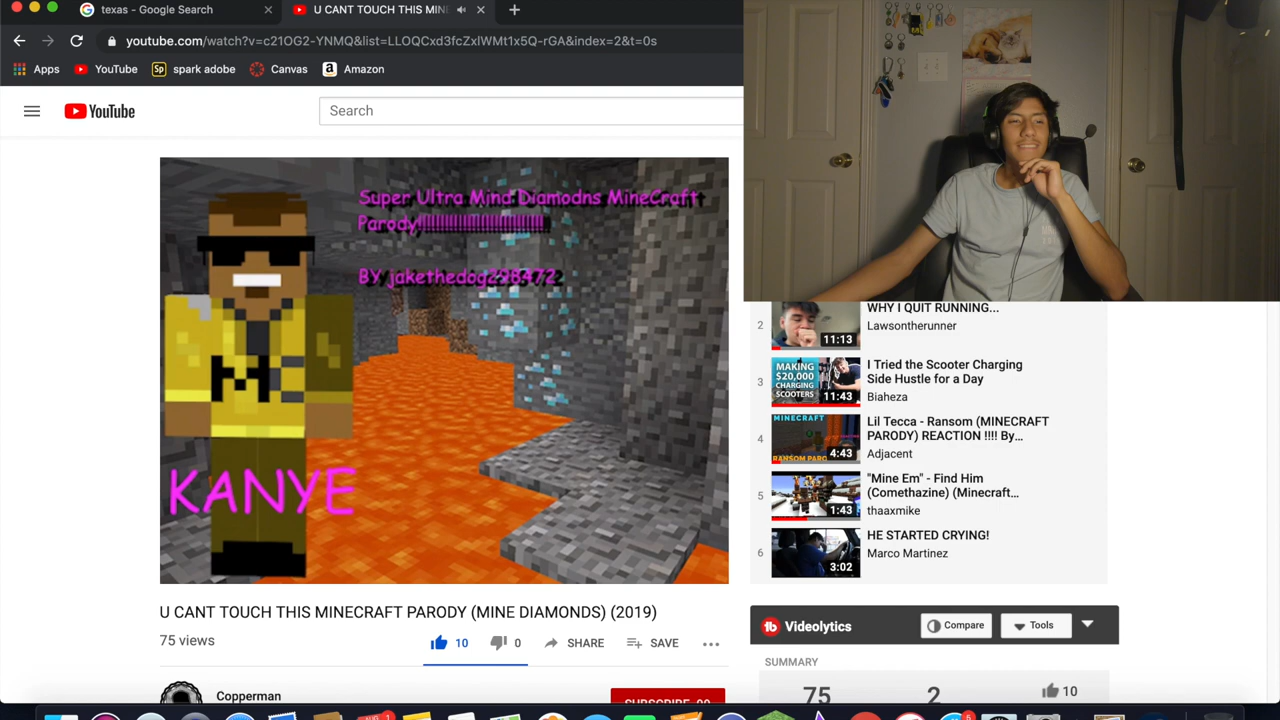 texas - Google Search
U CANT TOUCH THIS MIN
youtube.com/watch?v=c21OG2-YNMQ&list=LLOQCxd3fcZxlWMt1x5Q-rGA&index=2&t=0s
Apps
YouTube
Sp
spark adobe
Canvas
Amazon
YouTube
Search
Super Ultra Mind Diamodns MineCraft
BY jakethedog298472
KANYE
M
2
WHY I QUIT RUNNING...
Lawsontherunner
11:13
3
MAKING
$20,000
CHARGING
SCOOTERS
11:43
I Tried the Scooter Charging
Side Hustle for a Day
Biaheza
4
MINECRAFT
RANSOM PARO
4:43
Lil Tecca - Ransom (MINECRAFT
PARODY) REACTION !!!! By...
Adjacent
5
1:43
"Mine Em" - Find Him
(Comethazine) (Minecraft...
thaaxmike
6
3:02
HE STARTED CRYING!
Marco Martinez
U CANT TOUCH THIS MINECRAFT PARODY (MINE DIAMONDS) (2019)
75 views
10
0
SHARE
SAVE
Copperman
Videolytics
Compare
Tools
SUMMARY
75
2
10